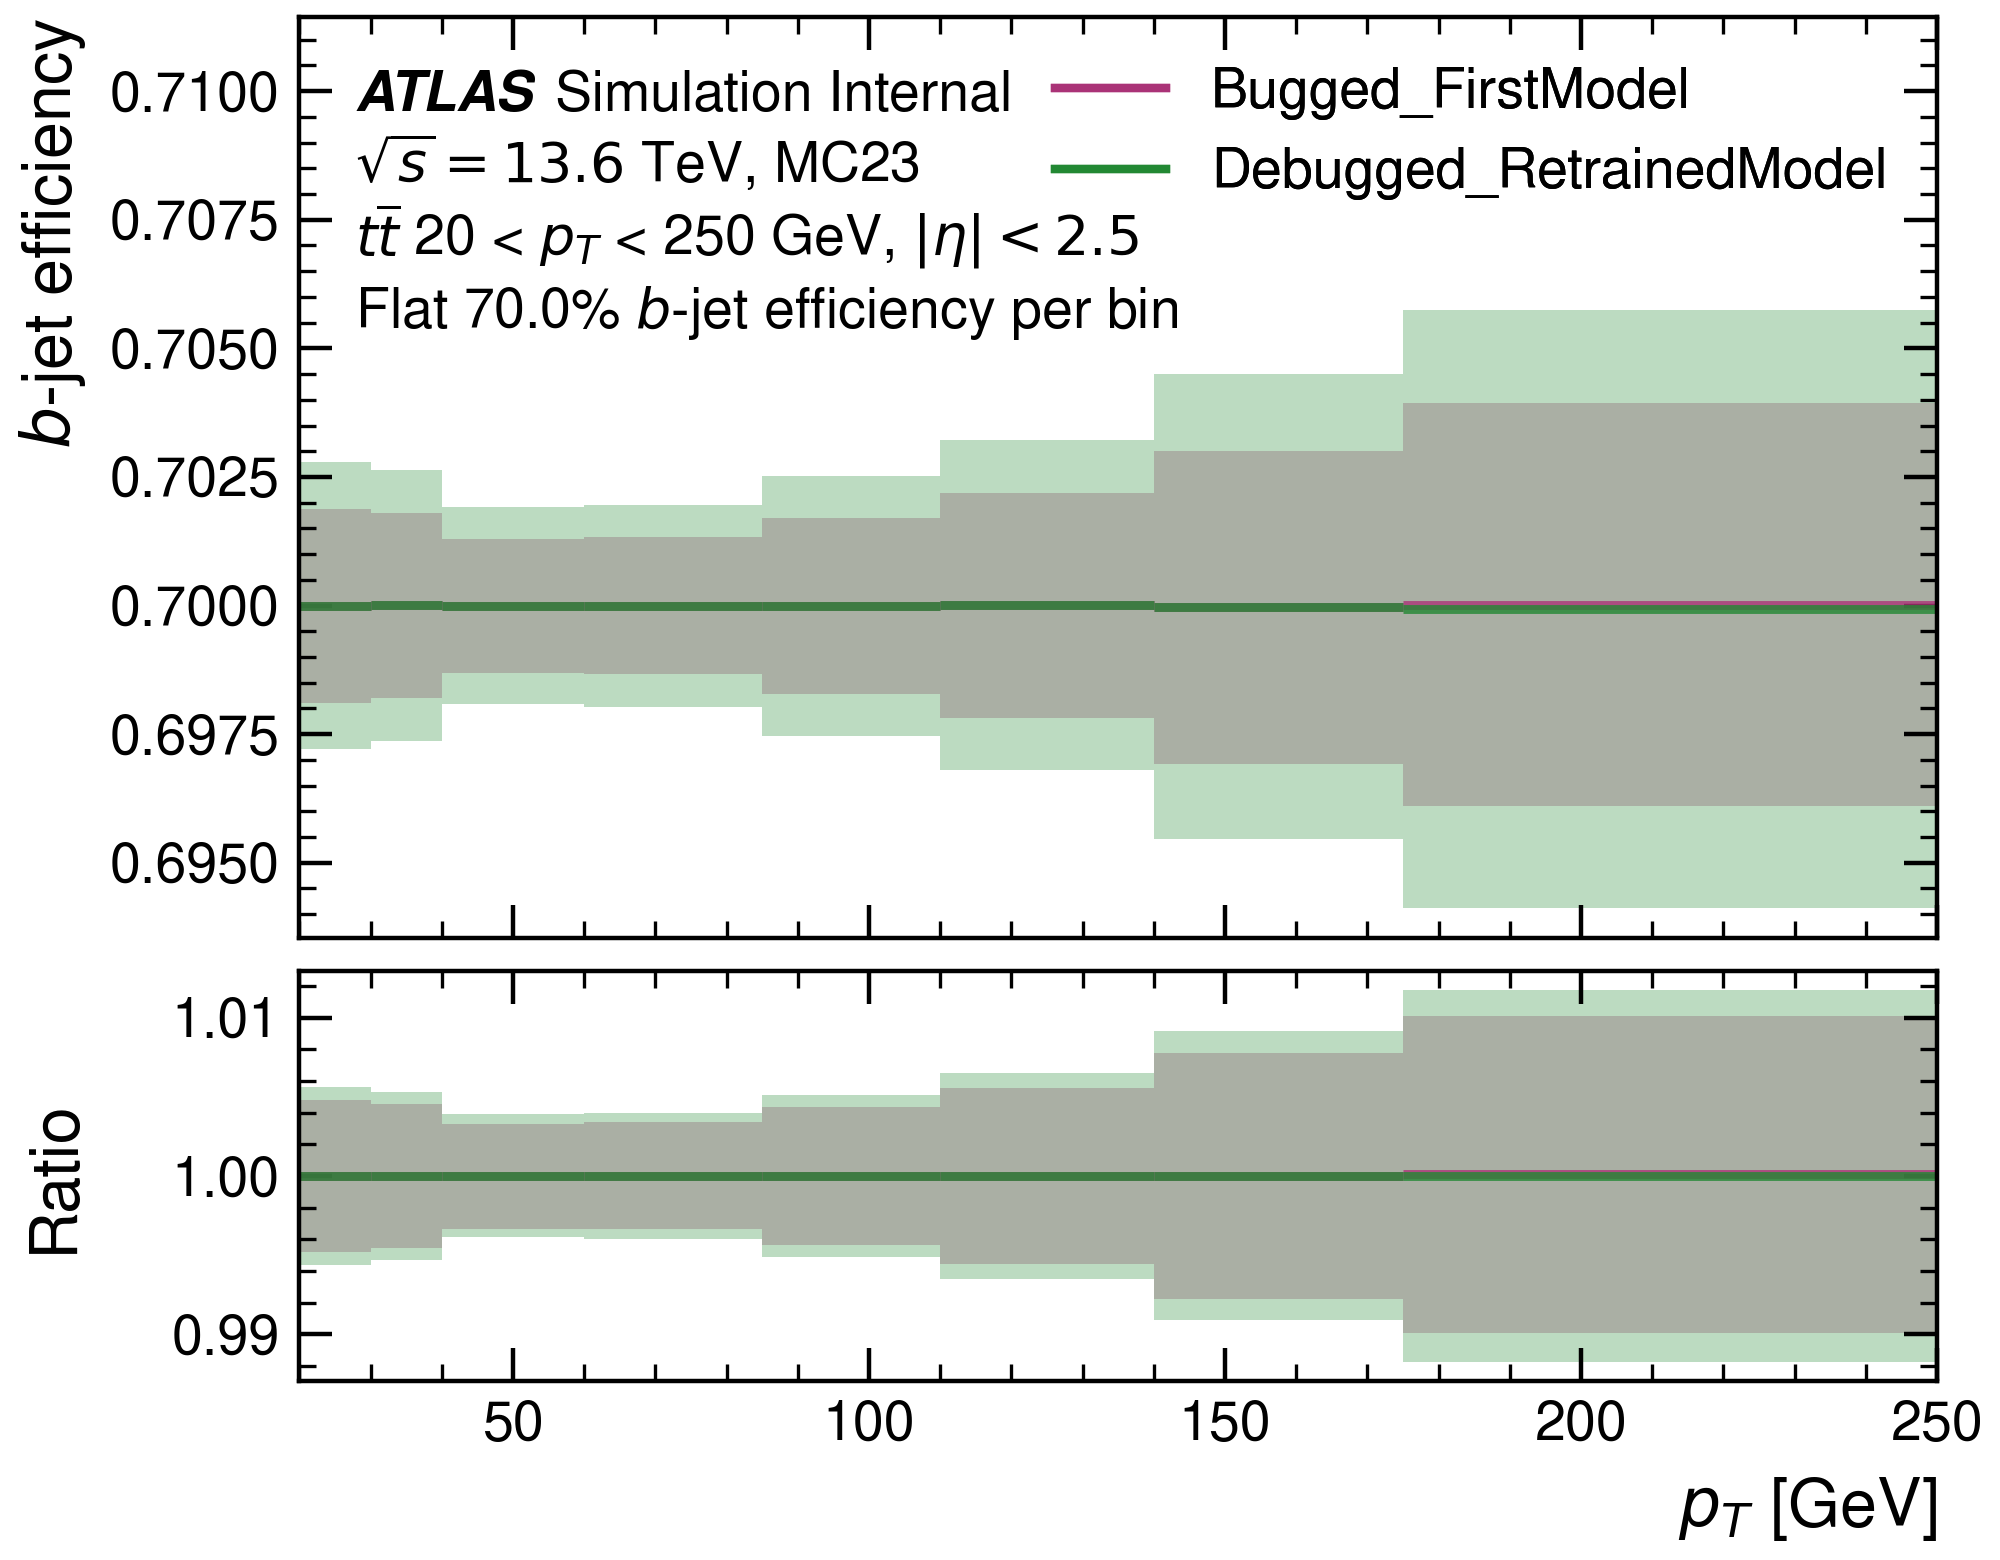 b-jet efficiency
0.7100
0.7075
0.7050
0.7025
0.7000
0.6975
0.6950
ATLAS Simulation Internal
√s = 13.6 TeV, MC23
tt̅ 20 < p_T < 250 GeV, |η| < 2.5
Flat 70.0% b-jet efficiency per bin
Bugged_FirstModel
Debugged_RetrainedModel
Ratio
1.01
1.00
0.99
50 100 150 200 250
p_T [GeV]